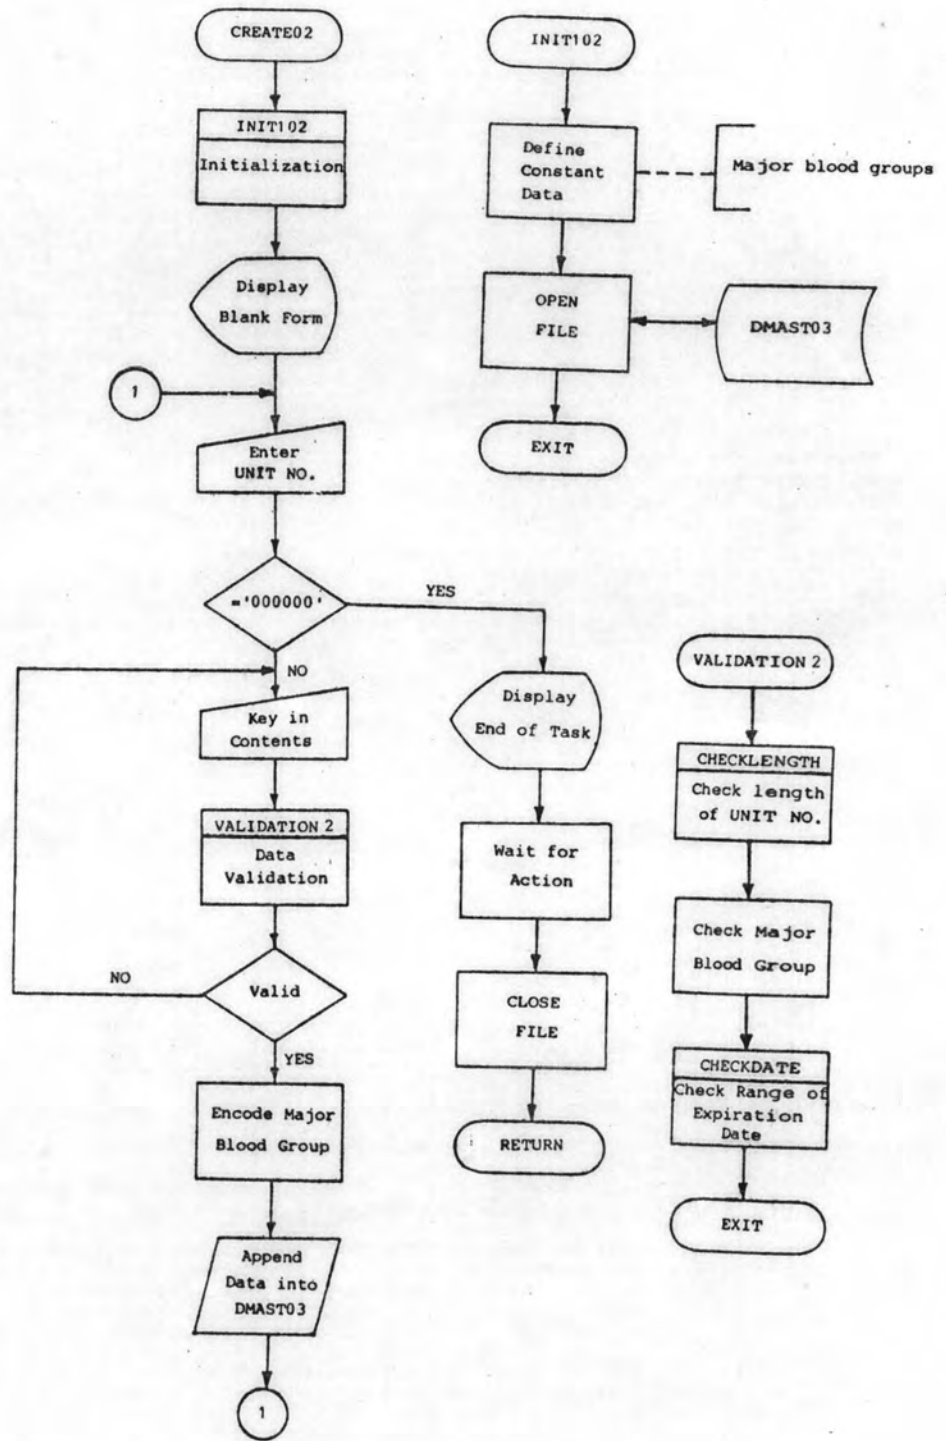 CREATE02
INIT102
Initialization
Display
Blank Form
1
Enter
UNIT NO.
='000000'
YES
NO
Key in
Contents
VALIDATION 2
Data
Validation
Valid
NO
YES
Encode Major
Blood Group
Append
Data into
DMAST03
1
Display
End of Task
Wait for
Action
CLOSE
FILE
RETURN
INIT102
Define
Constant
Data
Major blood groups
OPEN
FILE
DMAST03
EXIT
VALIDATION 2
CHECKLENGTH
Check length
of UNIT NO.
Check Major
Blood Group
CHECKDATE
Check Range of
Expiration
Date
EXIT